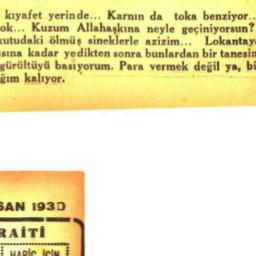 kıyafet yerinde... Karnın da toka benziyor..
ok... Kuzum Allahaşkına neyle geçiniyorsun?
kutudaki ölmüş sineklerle azizim... Lokantaya
sına kadar yedikten sonra bunlardan bir tanesin
gürültüyü basıyorum. Para vermek değil ya, bi
ğım kalıyor.
SAN 1930
RAİTİ
HARİÇ İÇİN